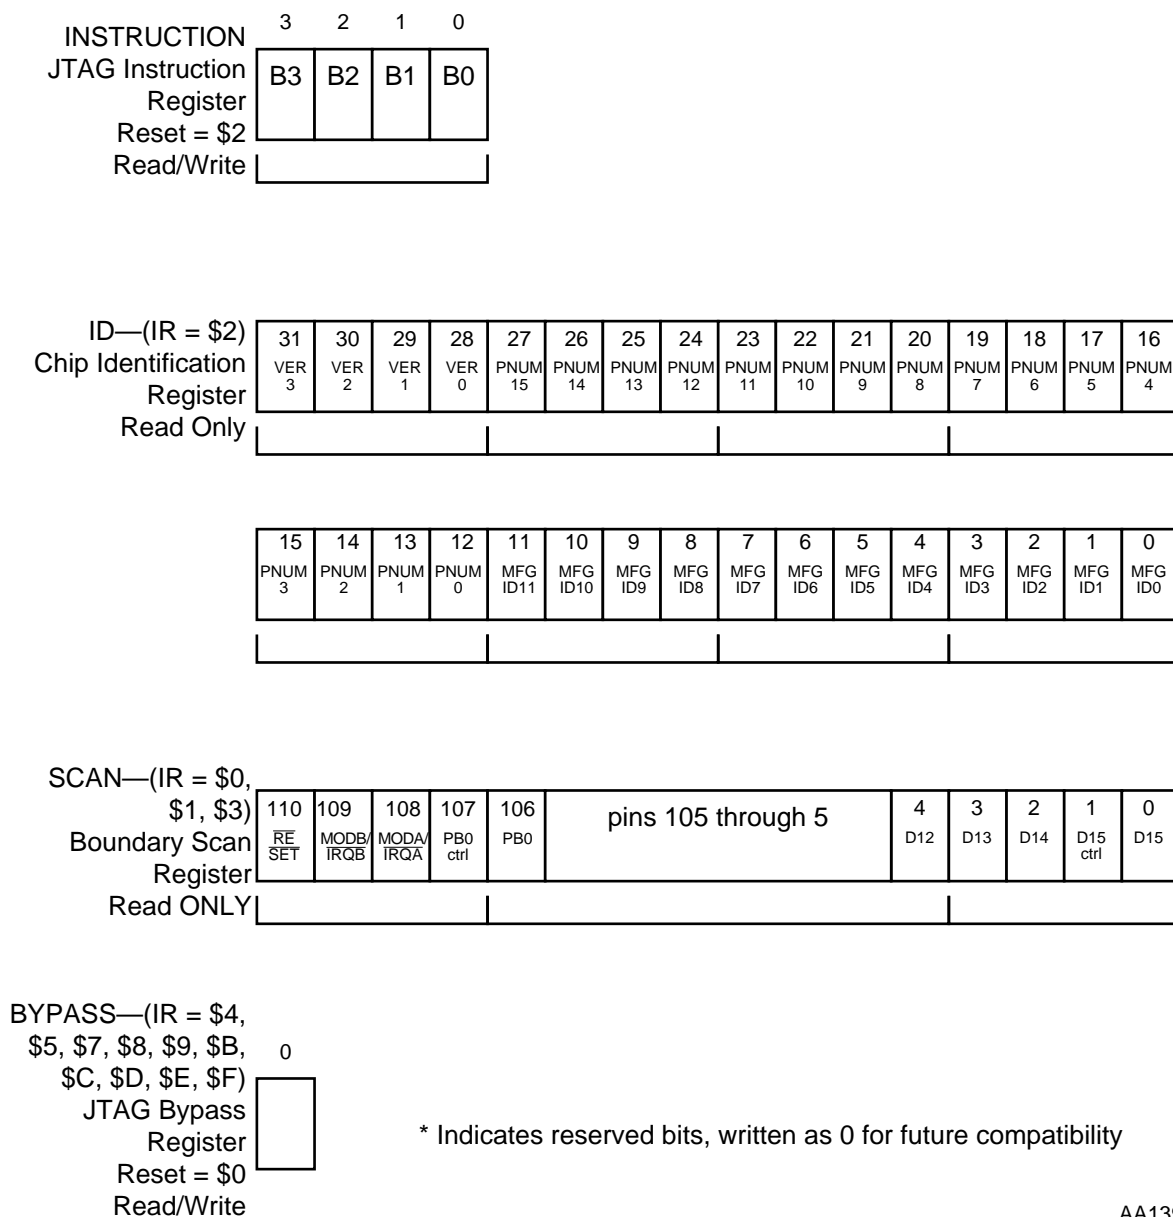 INSTRUCTION
JTAG Instruction
Register
Reset = $2
Read/Write
3 2 1 0
B3 B2 B1 B0
ID—(IR = $2)
Chip Identification
Register
Read Only
31 30 29 28 27 26 25 24 23 22 21 20 19 18 17 16
VER VER VER VER PNUM PNUM PNUM PNUM PNUM PNUM PNUM PNUM PNUM PNUM PNUM PNUM
3 2 1 0 15 14 13 12 11 10 9 8 7 6 5 4
15 14 13 12 11 10 9 8 7 6 5 4 3 2 1 0
PNUM PNUM PNUM PNUM MFG MFG MFG MFG MFG MFG MFG MFG MFG MFG MFG MFG
3 2 1 0 ID11 ID10 ID9 ID8 ID7 ID6 ID5 ID4 ID3 ID2 ID1 ID0
SCAN—(IR = $0,
$1, $3)
Boundary Scan
Register
Read ONLY
110 109 108 107 106 pins 105 through 5 4 3 2 1 0
RE MODB/ MODA/ PB0 PB0 D12 D13 D14 D15 D15
SET IRQB IRQA ctrl ctrl
BYPASS—(IR = $4,
$5, $7, $8, $9, $B,
$C, $D, $E, $F)
JTAG Bypass
Register
Reset = $0
Read/Write
0
* Indicates reserved bits, written as 0 for future compatibility